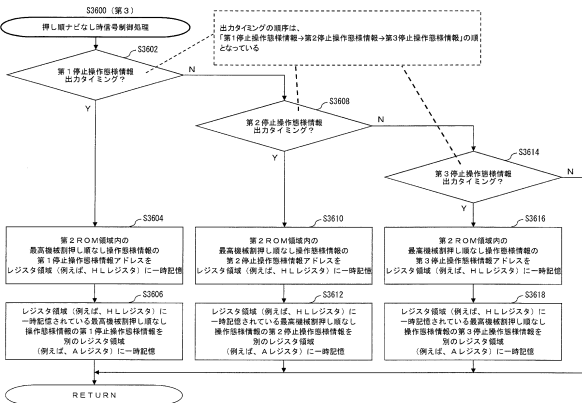 S3600（第3）
押し順ナビなし時信号制御処理
出力タイミングの順序は、
「第1停止操作態様情報→第2停止操作態様情報→第3停止操作態様情報」の順
となっている
S3602
第1停止操作態様情報
出力タイミング？
N
Y
S3608
第2停止操作態様情報
出力タイミング？
N
Y
S3614
第3停止操作態様情報
出力タイミング？
N
Y
S3604
第2ROM領域内の
最高機械割押し順なし操作態様情報の
第1停止操作態様情報アドレスを
レジスタ領域（例えば、HLレジスタ）に一時記憶
S3610
第2ROM領域内の
最高機械割押し順なし操作態様情報の
第2停止操作態様情報アドレスを
レジスタ領域（例えば、HLレジスタ）に一時記憶
S3616
第2ROM領域内の
最高機械割押し順なし操作態様情報の
第3停止操作態様情報アドレスを
レジスタ領域（例えば、HLレジスタ）に一時記憶
S3606
レジスタ領域（例えば、HLレジスタ）に
一時記憶されている最高機械割押し順なし
操作態様情報の第1停止操作態様情報を
別のレジスタ領域
（例えば、Aレジスタ）に一時記憶
S3612
レジスタ領域（例えば、HLレジスタ）に
一時記憶されている最高機械割押し順なし
操作態様情報の第2停止操作態様情報を
別のレジスタ領域
（例えば、Aレジスタ）に一時記憶
S3618
レジスタ領域（例えば、HLレジスタ）に
一時記憶されている最高機械割押し順なし
操作態様情報の第3停止操作態様情報を
別のレジスタ領域
（例えば、Aレジスタ）に一時記憶
RETURN